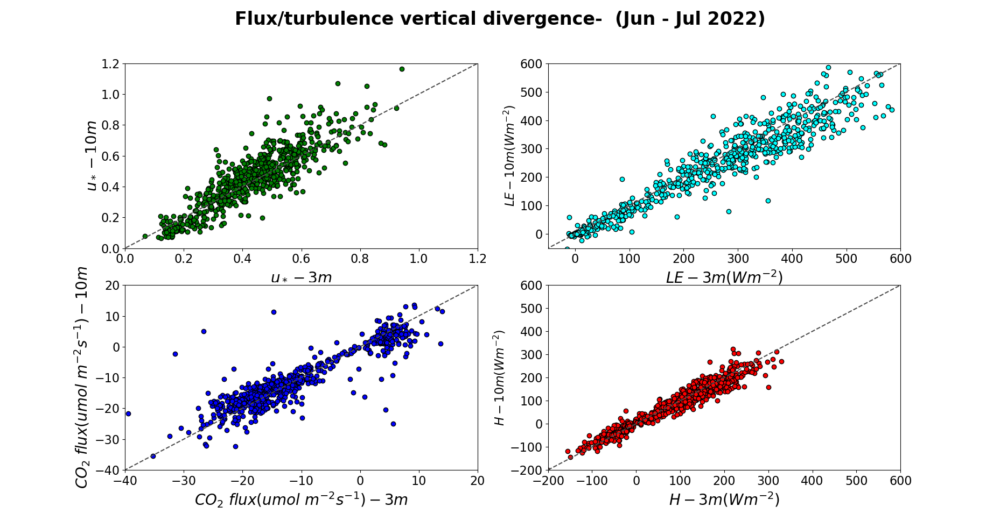 Flux/turbulence vertical divergence-  (Jun - Jul 2022)
1.2
1.0
0.8
0.6
0.4
0.2
0.0
u* − 10m
0.0 0.2 0.4 0.6 0.8 1.0 1.2
u* − 3m
600
500
400
300
200
100
0
LE − 10m(Wm⁻²)
0 100 200 300 400 500 600
LE − 3m(Wm⁻²)
20
10
0
−10
−20
−30
−40
CO₂ flux(umol m⁻²s⁻¹) − 10m
−40 −30 −20 −10 0 10 20
CO₂ flux(umol m⁻²s⁻¹) − 3m
600
500
400
300
200
100
0
−100
−200
H − 10m(Wm⁻²)
−200 −100 0 100 200 300 400 500 600
H − 3m(Wm⁻²)